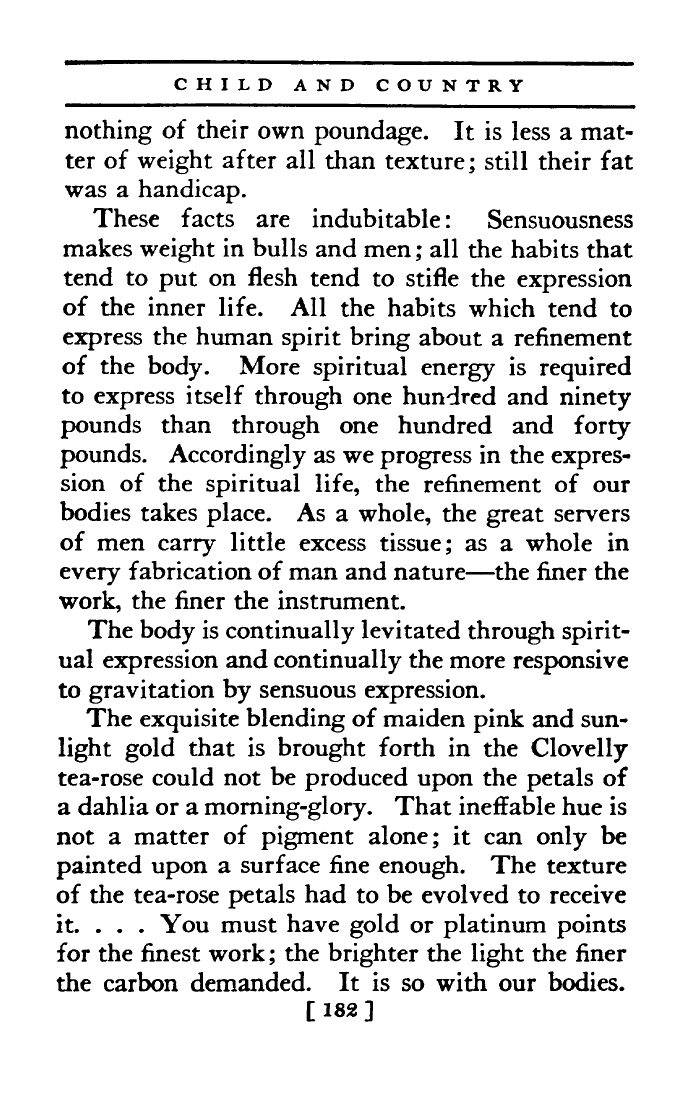 CHILD AND COUNTRY
nothing of their own poundage. It is less a mat-
ter of weight after all than texture; still their fat
was a handicap.
These facts are indubitable: Sensuousness
makes weight in bulls and men; all the habits that
tend to put on flesh tend to stifle the expression
of the inner life. All the habits which tend to
express the human spirit bring about a refinement
of the body. More spiritual energy is required
to express itself through one hundred and ninety
pounds than through one hundred and forty
pounds. Accordingly as we progress in the expres-
sion of the spiritual life, the refinement of our
bodies takes place. As a whole, the great servers
of men carry little excess tissue; as a whole in
every fabrication of man and nature—the finer the
work, the finer the instrument.
The body is continually levitated through spirit-
ual expression and continually the more responsive
to gravitation by sensuous expression.
The exquisite blending of maiden pink and sun-
light gold that is brought forth in the Clovelly
tea-rose could not be produced upon the petals of
a dahlia or a morning-glory. That ineffable hue is
not a matter of pigment alone; it can only be
painted upon a surface fine enough. The texture
of the tea-rose petals had to be evolved to receive
it. . . . You must have gold or platinum points
for the finest work; the brighter the light the finer
the carbon demanded. It is so with our bodies.
[ 182 ]